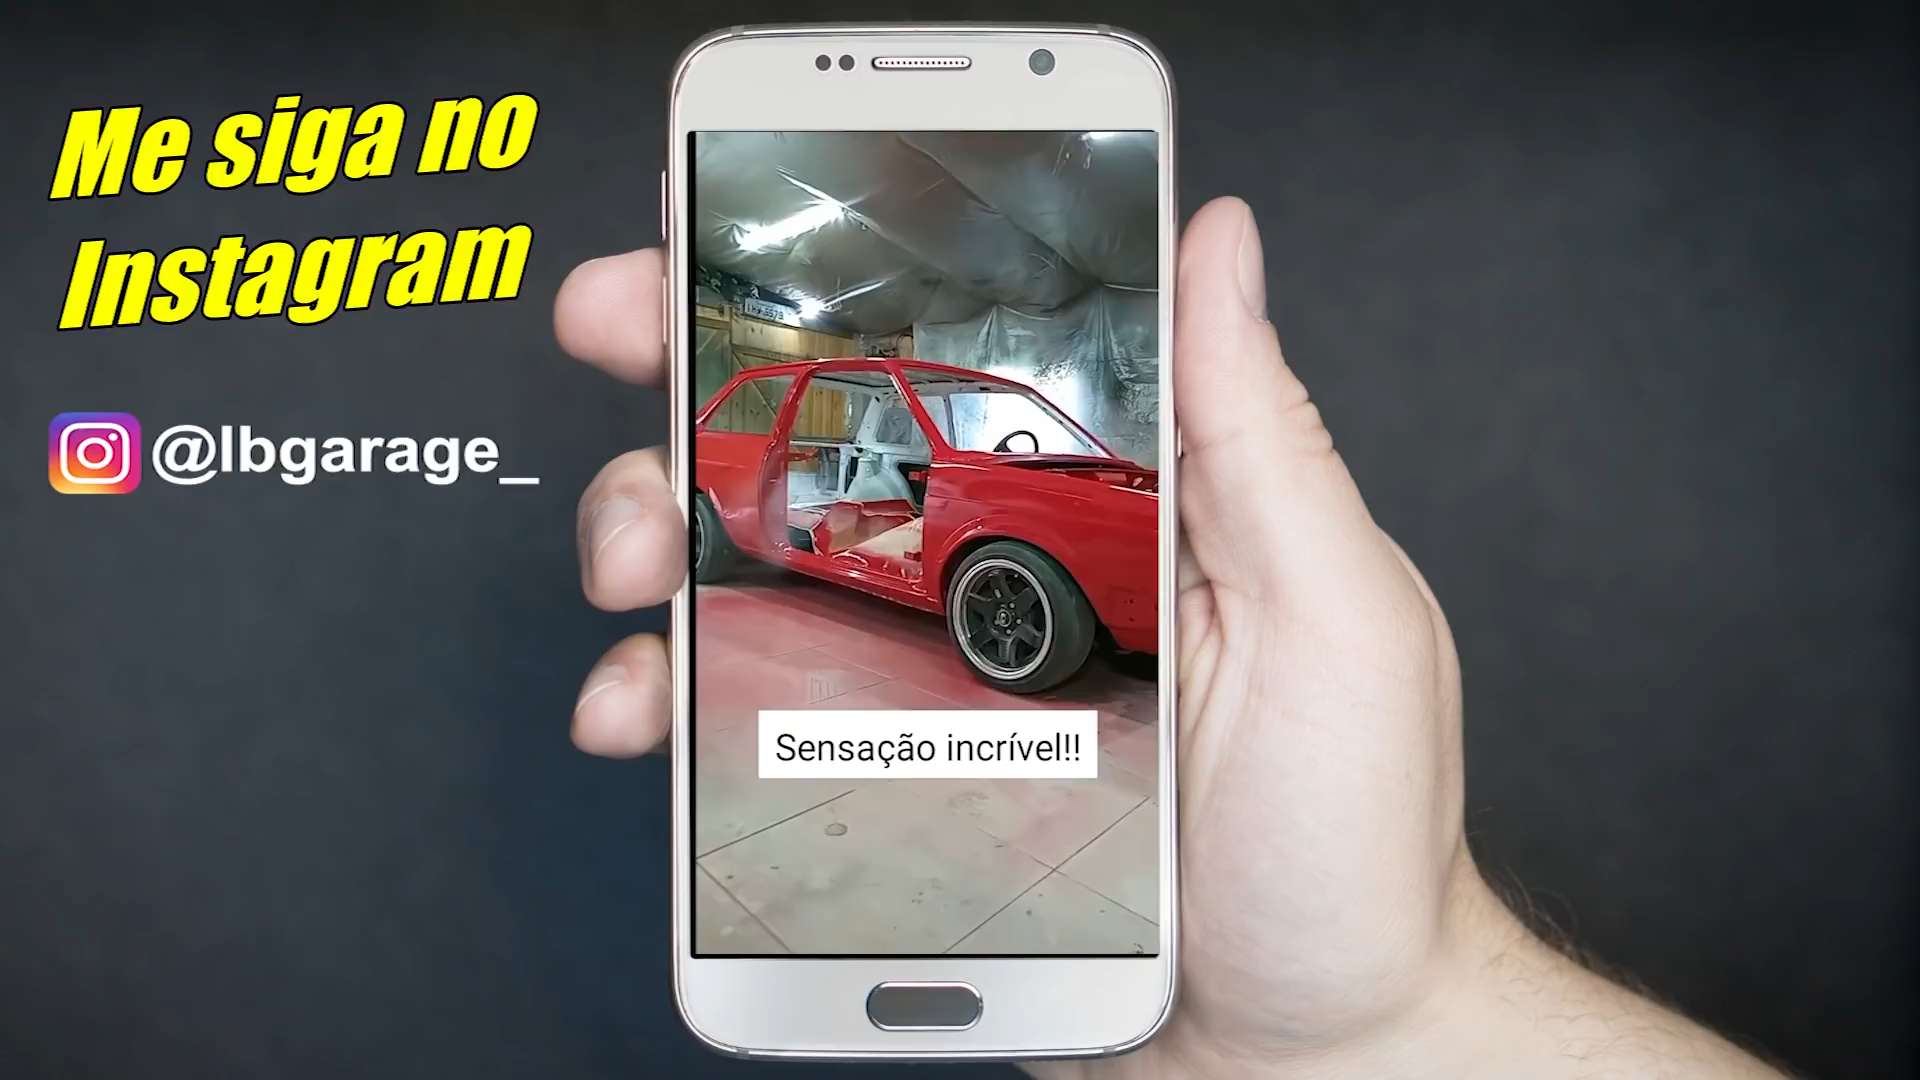 Me siga no
Instagram
@lbgarage_
Sensação incrível!!